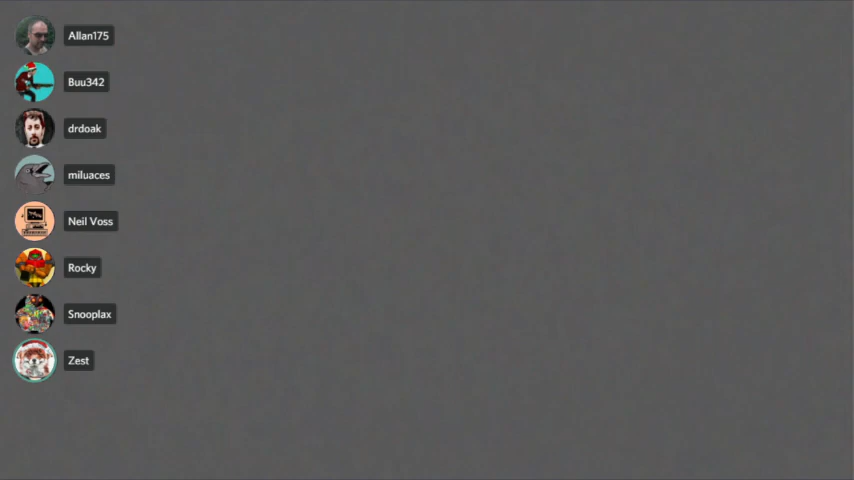 Allan175
Buu342
drdoak
miluaces
Neil Voss
Rocky
Snooplax
Zest